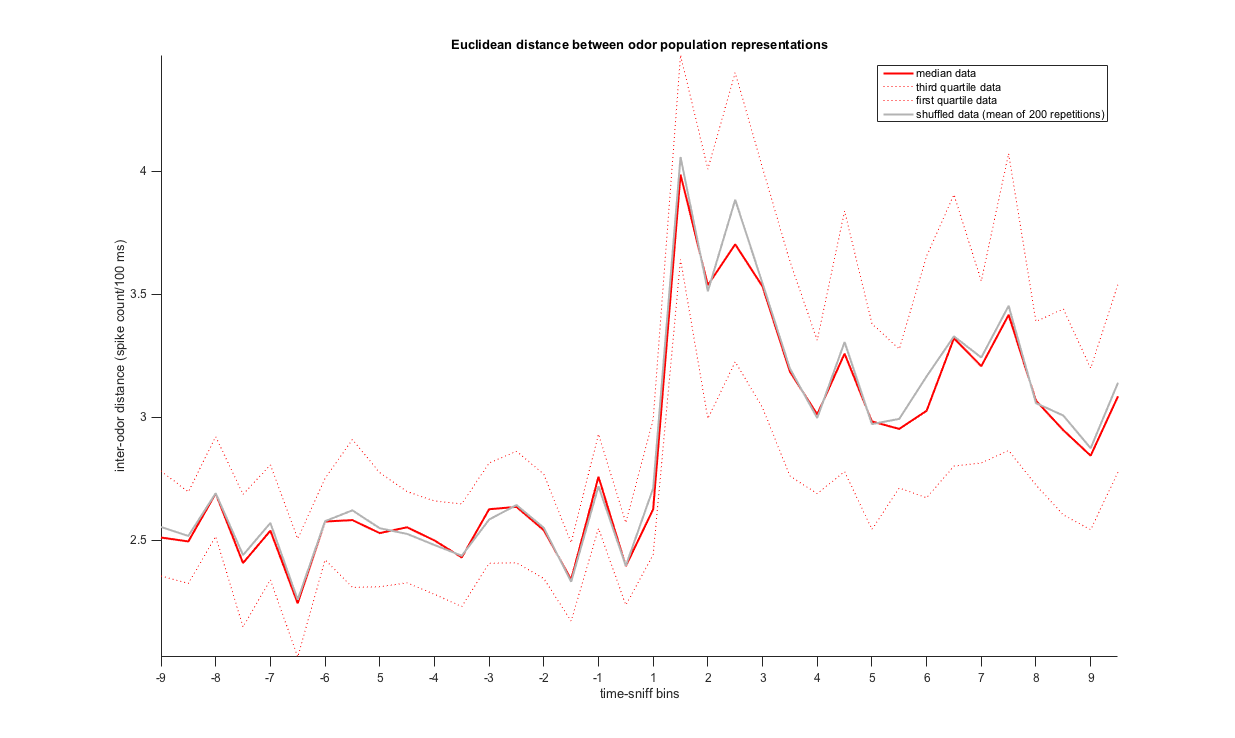 Euclidean distance between odor population representations
median data
third quartile data
first quartile data
shuffled data (mean of 200 repetitions)
4
3.5
3
2.5
inter-odor distance (spike count/100 ms)
-9 -8 -7 -6 5 -4 -3 -2 -1 1 2 3 4 5 6 7 8 9
time-sniff bins